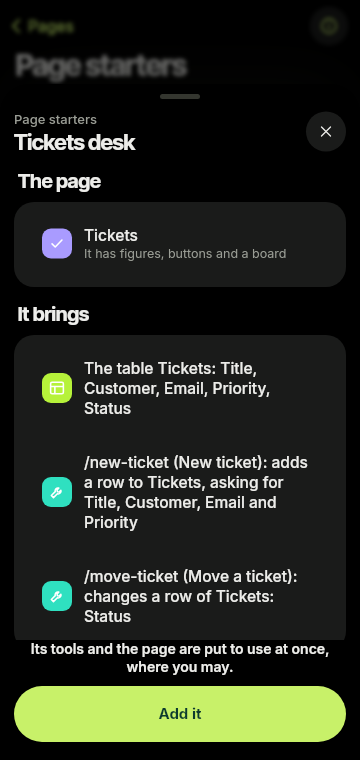 Pages
Page starters
Page starters
Tickets desk
The page
Tickets
It has figures, buttons and a board
It brings
The table Tickets: Title,
Customer, Email, Priority,
Status
/new-ticket (New ticket): adds
a row to Tickets, asking for
Title, Customer, Email and
Priority
/move-ticket (Move a ticket):
changes a row of Tickets:
Status
Its tools and the page are put to use at once,
where you may.
Add it